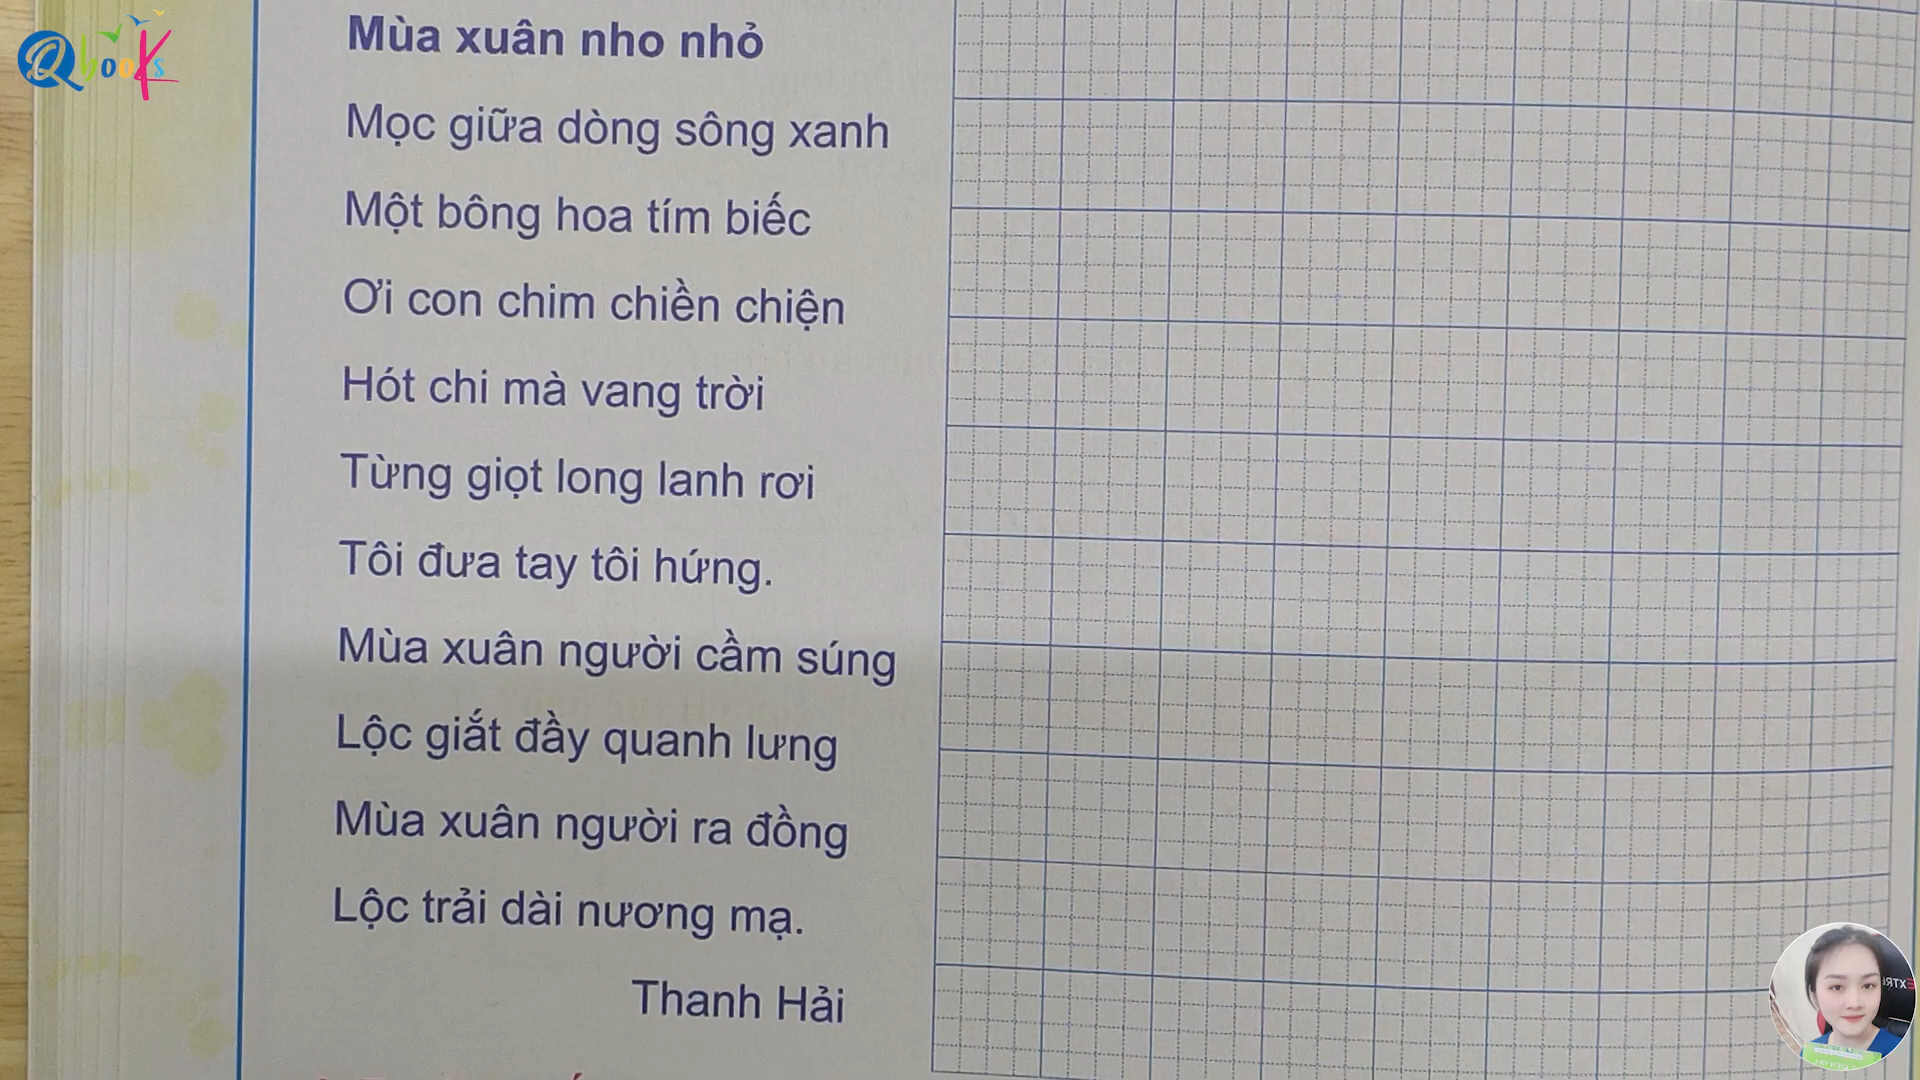 Qbooks
Mùa xuân nho nhỏ
Mọc giữa dòng sông xanh
Một bông hoa tím biếc
Ơi con chim chiền chiện
Hót chi mà vang trời
Từng giọt long lanh rơi
Tôi đưa tay tôi hứng.
Mùa xuân người cầm súng
Lộc giắt đầy quanh lưng
Mùa xuân người ra đồng
Lộc trải dài nương mạ.
Thanh Hải